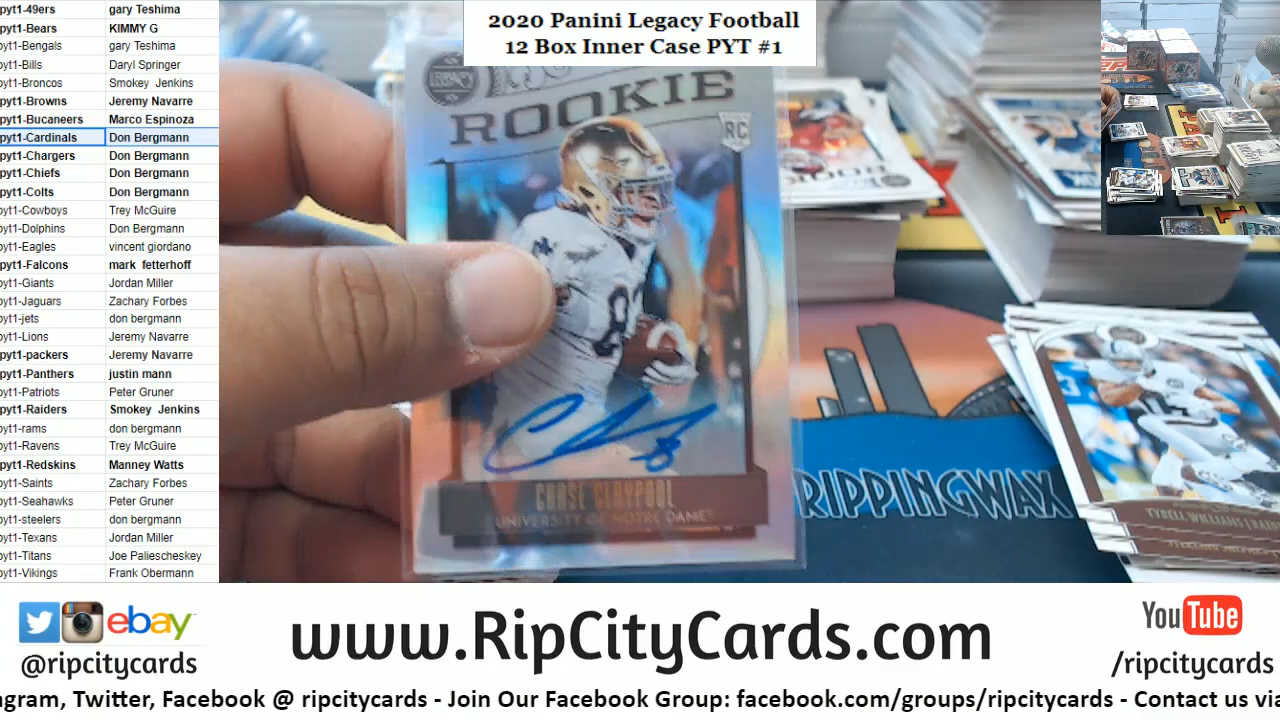 2020 Panini Legacy Football
12 Box Inner Case PYT #1
pyt1-49ers gary Teshima
pyt1-Bears KIMMY G
pyt1-Bengals gary Teshima
pyt1-Bills Daryl Springer
pyt1-Broncos Smokey Jenkins
pyt1-Browns Jeremy Navarre
pyt1-Bucaneers Marco Espinoza
pyt1-Cardinals Don Bergmann
pyt1-Chargers Don Bergmann
pyt1-Chiefs Don Bergmann
pyt1-Colts Don Bergmann
pyt1-Cowboys Trey McGuire
pyt1-Dolphins Don Bergmann
pyt1-Eagles vincent giordano
pyt1-Falcons mark fetterhoff
pyt1-Giants Jordan Miller
pyt1-Jaguars Zachary Forbes
pyt1-jets don bergmann
pyt1-Lions Jeremy Navarre
pyt1-packers Jeremy Navarre
pyt1-Panthers justin mann
pyt1-Patriots Peter Gruner
pyt1-Raiders Smokey Jenkins
pyt1-rams don bergmann
pyt1-Ravens Trey McGuire
pyt1-Redskins Manney Watts
pyt1-Saints Zachary Forbes
pyt1-Seahawks Peter Gruner
pyt1-steelers don bergmann
pyt1-Texans Jordan Miller
pyt1-Titans Joe Paliescheskey
pyt1-Vikings Frank Obermann
LEGACY
ROOKIE
RC
CHASE CLAYPOOL
UNIVERSITY OF NOTRE DAME
RIPPINGWAX
TYRELL WILLIAMS
ebay
@ripcitycards
www.RipCityCards.com
YouTube
/ripcitycards
agram, Twitter, Facebook @ ripcitycards - Join Our Facebook Group: facebook.com/groups/ripcitycards - Contact us via